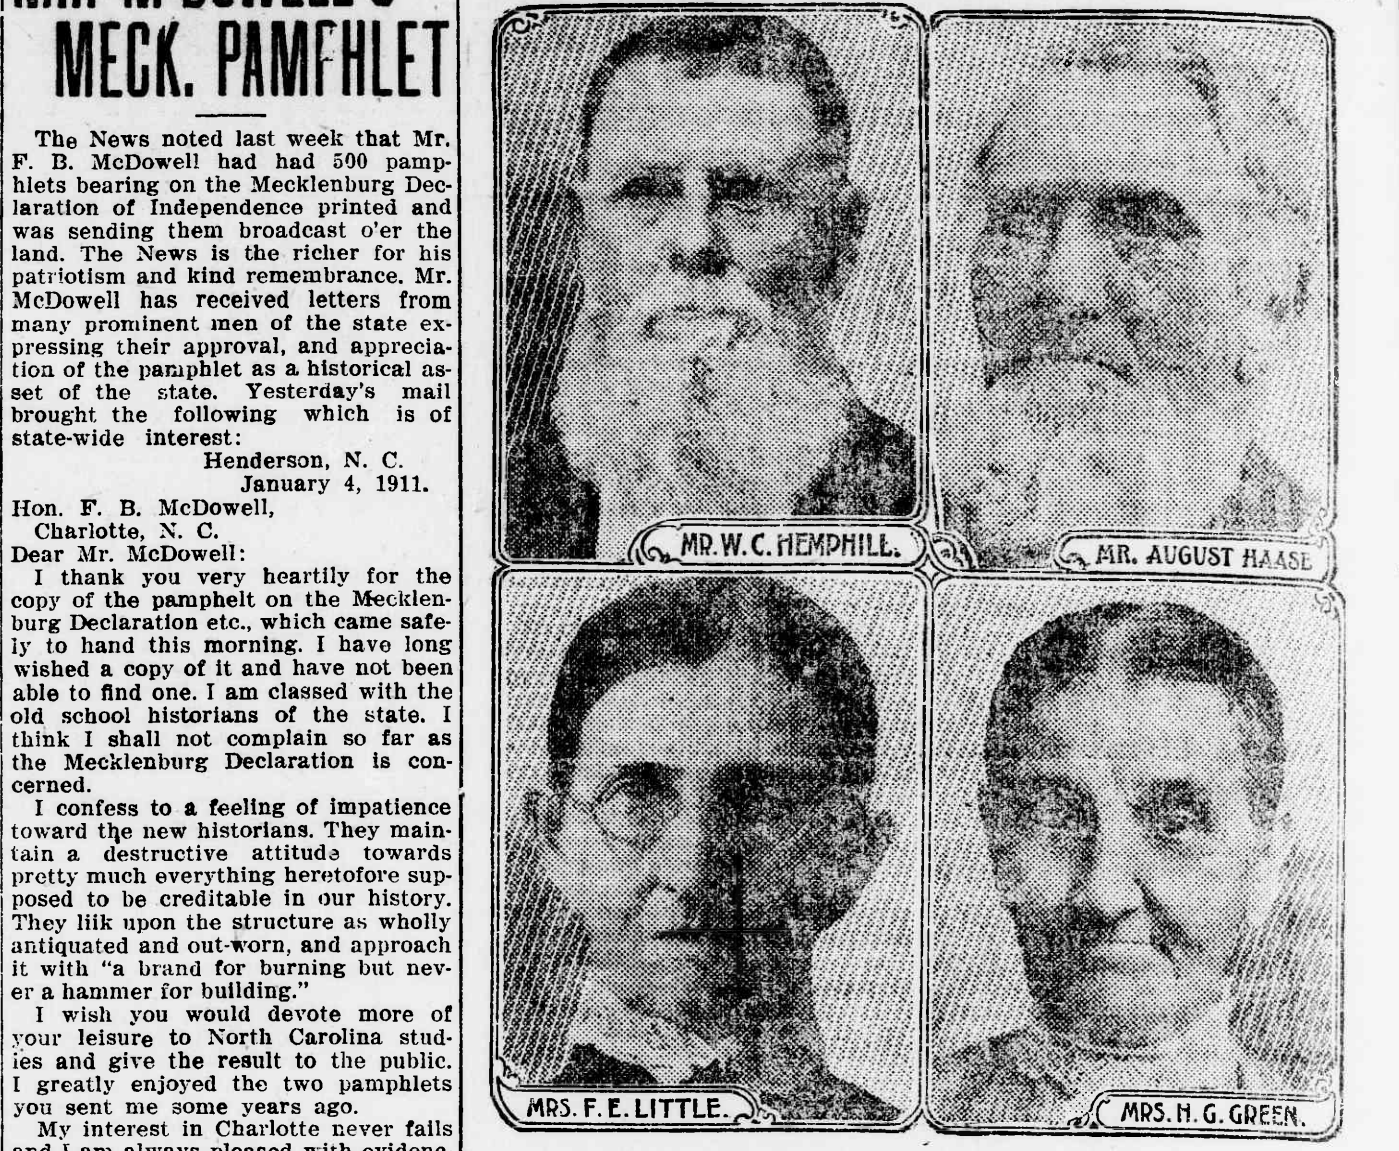 MECK. PAMFHLET
The News noted last week that Mr.
F. B. McDowell had had 500 pamp-
hlets bearing on the Mecklenburg Dec-
laration of Independence printed and
was sending them broadcast o'er the
land. The News is the richer for his
patriotism and kind remembrance. Mr.
McDowell has received letters from
many prominent men of the state ex-
pressing their approval, and apprecia-
tion of the pamphlet as a historical as-
set of the state. Yesterday's mail
brought the following which is of
state-wide interest:
Henderson, N. C.
January 4, 1911.
Hon. F. B. McDowell,
Charlotte, N. C.
Dear Mr. McDowell:
I thank you very heartily for the
copy of the pamphelt on the Mecklen-
burg Declaration etc., which came safe-
ly to hand this morning. I have long
wished a copy of it and have not been
able to find one. I am classed with the
old school historians of the state. I
think I shall not complain so far as
the Mecklenburg Declaration is con-
cerned.
I confess to a feeling of impatience
toward the new historians. They main-
tain a destructive attitude towards
pretty much everything heretofore sup-
posed to be creditable in our history.
They liik upon the structure as wholly
antiquated and out-worn, and approach
it with "a brand for burning but nev-
er a hammer for building."
I wish you would devote more of
your leisure to North Carolina stud-
ies and give the result to the public.
I greatly enjoyed the two pamphlets
you sent me some years ago.
My interest in Charlotte never fails
and I am always pleased with evidenc
MR. W. C. HEMPHILL.
MR. AUGUST HAASE
MRS. F. E. LITTLE.
MRS. H. G. GREEN.